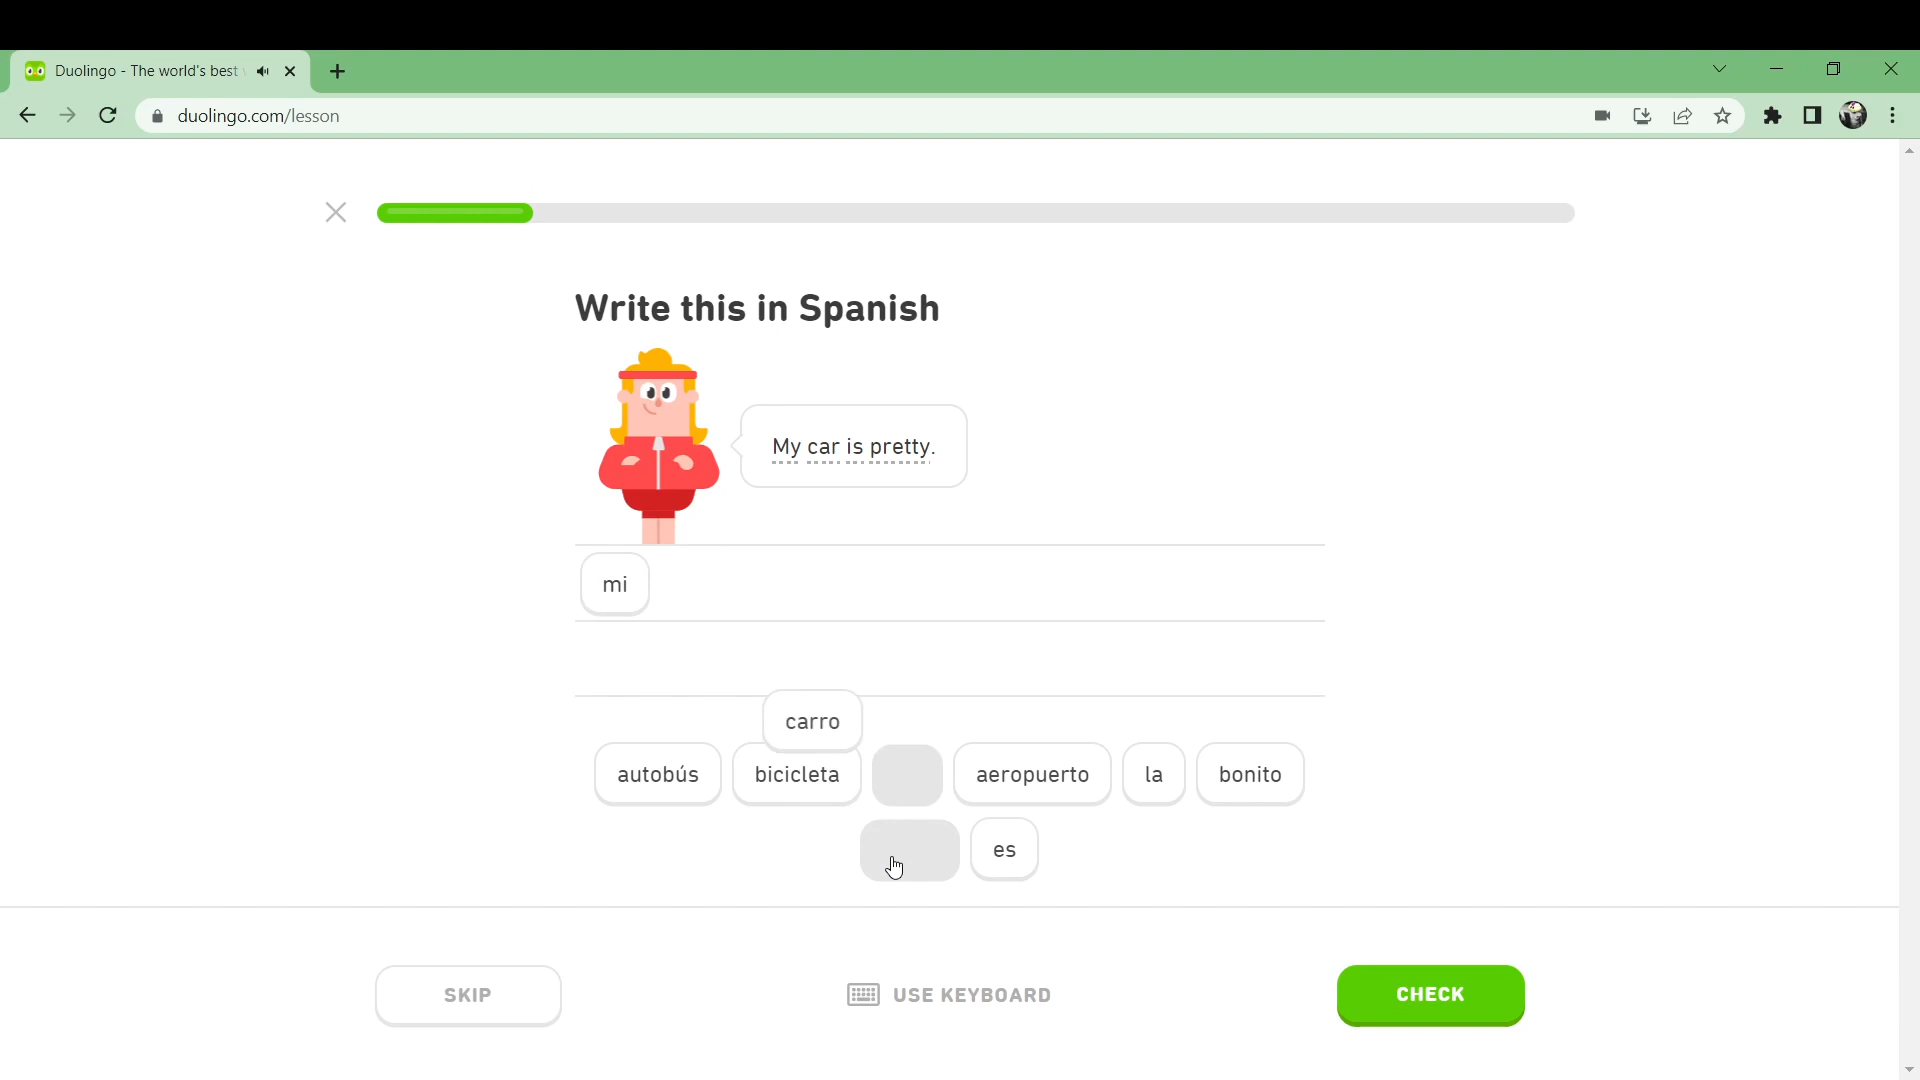 Duolingo - The world's best
duolingo.com/lesson
Write this in Spanish
My car is pretty.
mi
carro
autobús bicicleta aeropuerto la bonito
es
SKIP USE KEYBOARD CHECK